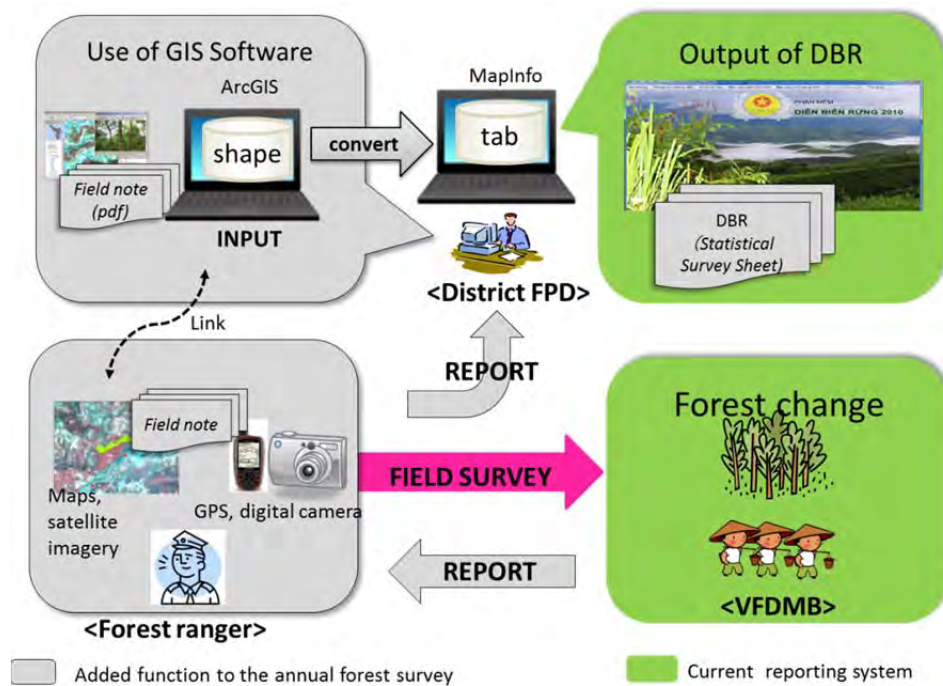 Use of GIS Software
ArcGIS
shape
Field note
(pdf)
INPUT
convert
MapInfo
tab
<District FPD>
Output of DBR
PHẦN MỀM
DIỄN BIẾN RỪNG 2010
DBR
(Statistical
Survey Sheet)
Link
REPORT
Field note
Maps,
satellite
imagery
GPS, digital camera
<Forest ranger>
FIELD SURVEY
REPORT
Forest change
<VFDMB>
Added function to the annual forest survey
Current reporting system